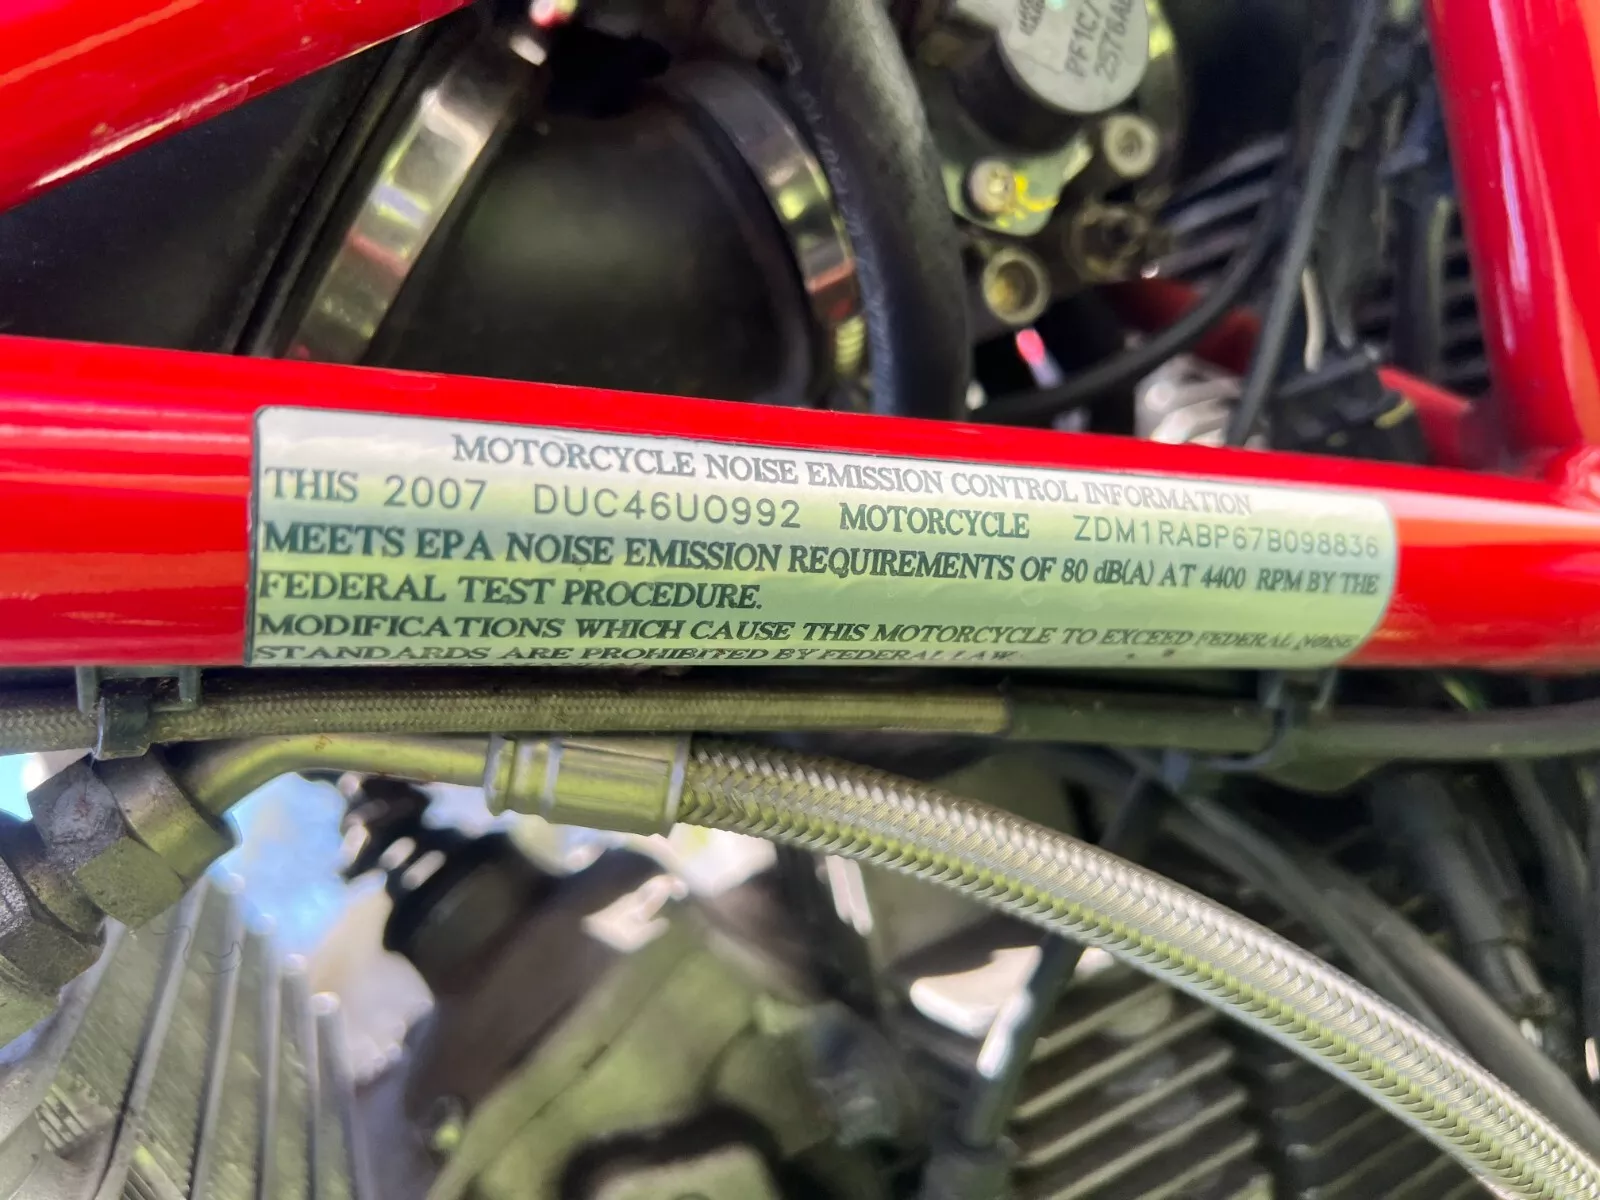 PF1C/
MOTORCYCLE NOISE EMISSION CONTROL INFORMATION
THIS 2007 DUC46U0992 MOTORCYCLE ZDM1RABP67B098836
MEETS EPA NOISE EMISSION REQUIREMENTS OF 80 dB(A) AT 4400 RPM BY THE
FEDERAL TEST PROCEDURE.
MODIFICATIONS WHICH CAUSE THIS MOTORCYCLE TO EXCEED FEDERAL NOISE
STANDARDS ARE PROHIBITED BY FEDERAL LAW